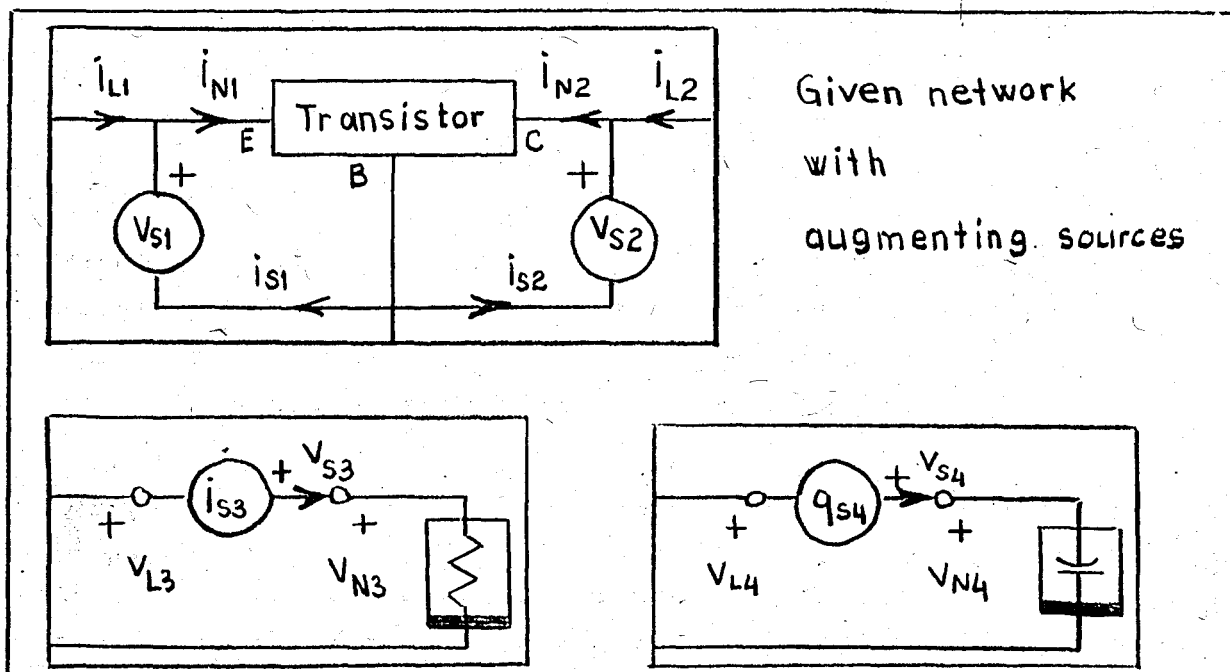 i_L1 i_N1 i_N2 i_L2
Transistor
E B C
+ +
V_S1 V_S2
i_S1 i_S2
Given network
with
augmenting sources
i_S3 + V_S3
+ +
V_L3 V_N3
q_S4 + V_S4
+ +
V_L4 V_N4